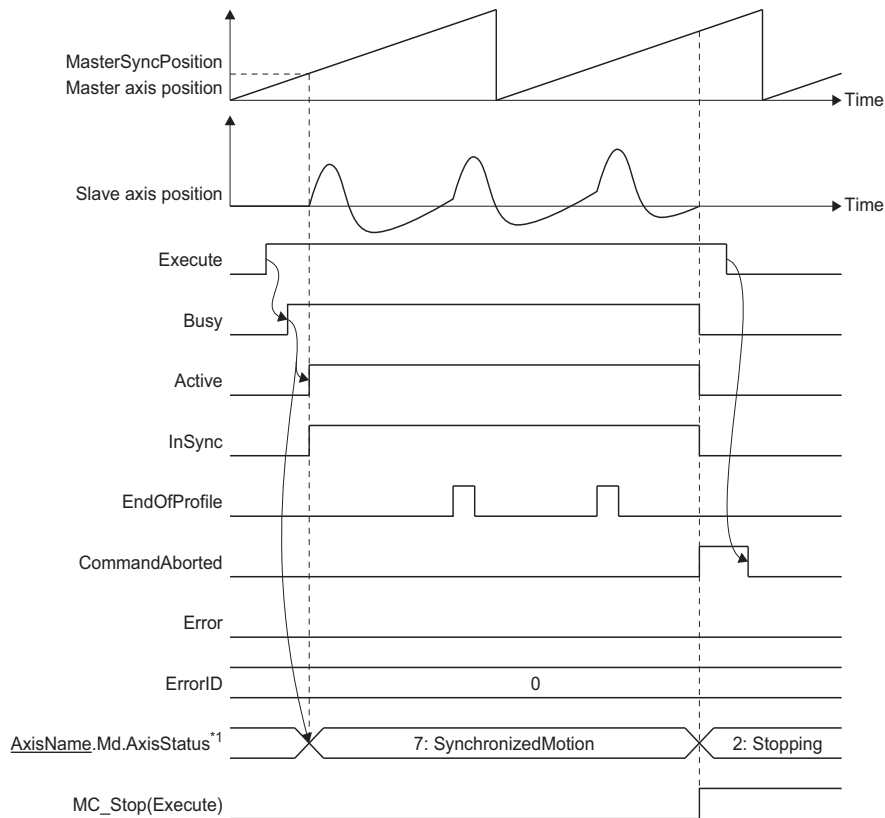 MasterSyncPosition
Master axis position
Time
Slave axis position
Time
Execute
Busy
Active
InSync
EndOfProfile
CommandAborted
Error
ErrorID
0
AxisName.Md.AxisStatus*1
7: SynchronizedMotion
2: Stopping
MC_Stop(Execute)